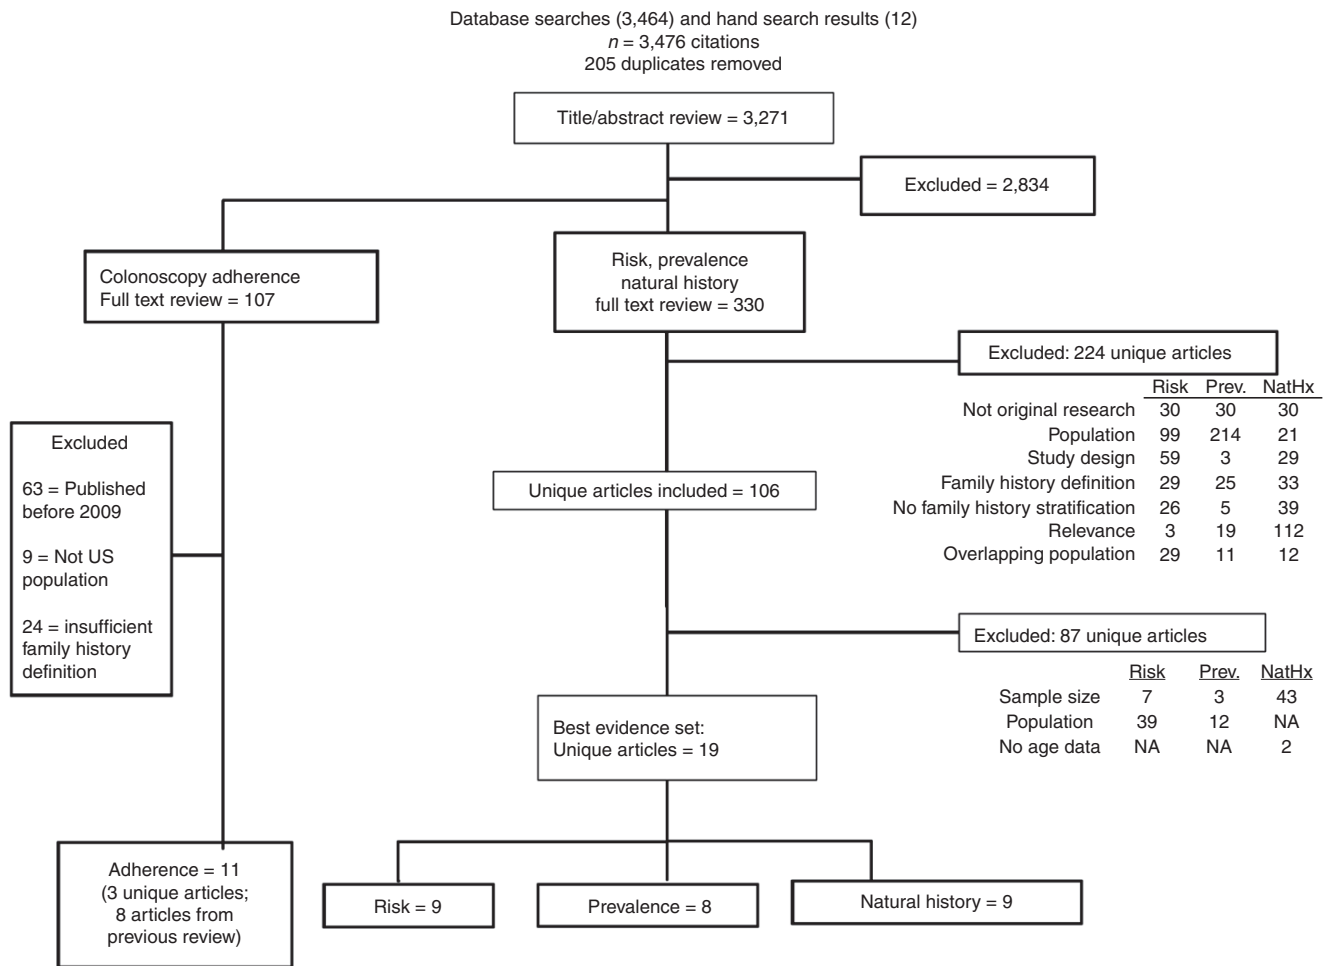 Database searches (3,464) and hand search results (12)
n = 3,476 citations
205 duplicates removed
Title/abstract review = 3,271
Excluded = 2,834
Colonoscopy adherence
Full text review = 107
Risk, prevalence
natural history
full text review = 330
Excluded: 224 unique articles
Risk Prev. NatHx
Not original research 30 30 30
Population 99 214 21
Study design 59 3 29
Family history definition 29 25 33
No family history stratification 26 5 39
Relevance 3 19 112
Overlapping population 29 11 12
Excluded
63 = Published
before 2009
9 = Not US
population
24 = insufficient
family history
definition
Unique articles included = 106
Excluded: 87 unique articles
Risk Prev. NatHx
Sample size 7 3 43
Population 39 12 NA
No age data NA NA 2
Best evidence set:
Unique articles = 19
Adherence = 11
(3 unique articles;
8 articles from
previous review)
Risk = 9
Prevalence = 8
Natural history = 9